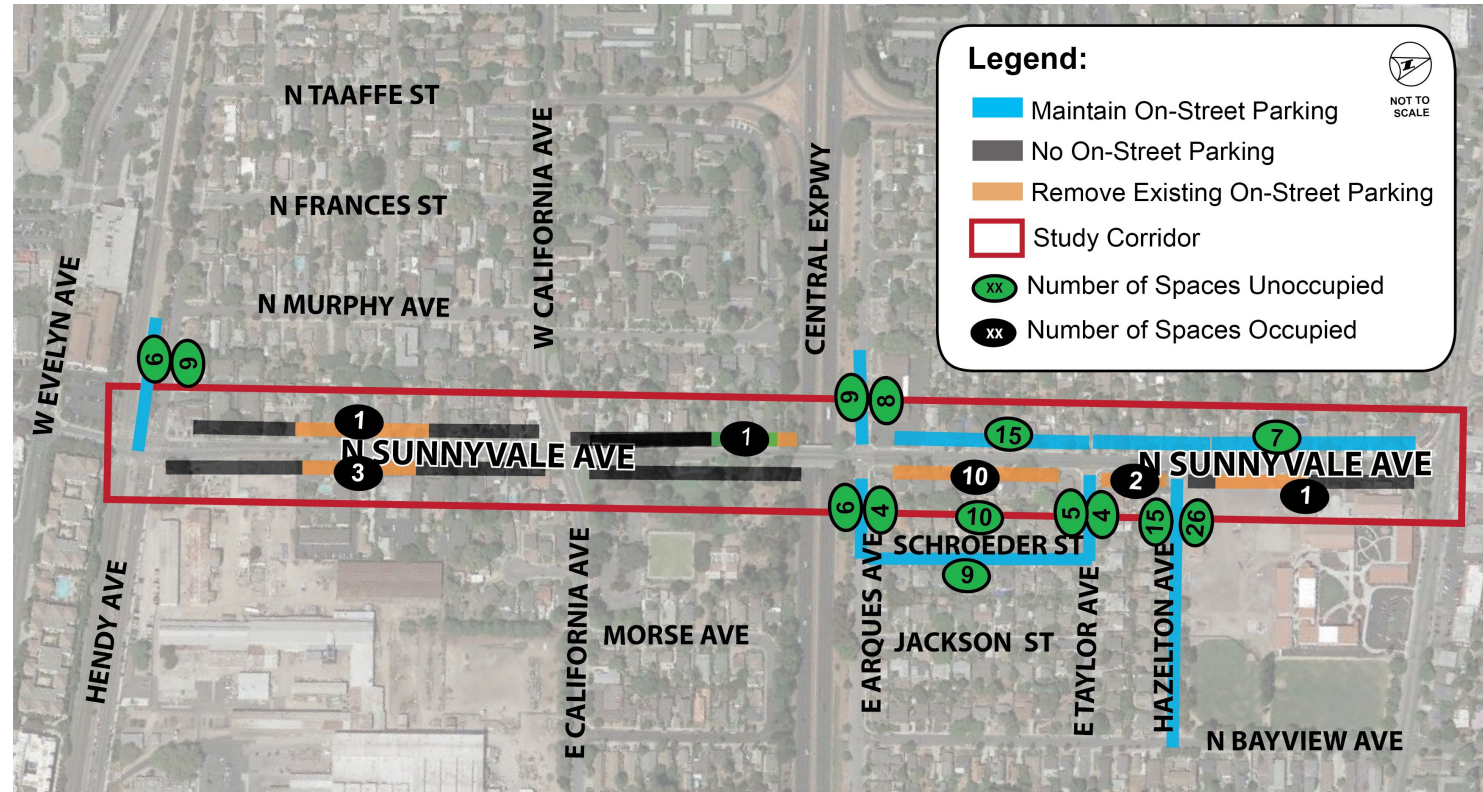 Legend:
NOT TO
SCALE
Maintain On-Street Parking
No On-Street Parking
Remove Existing On-Street Parking
Study Corridor
xx Number of Spaces Unoccupied
xx Number of Spaces Occupied
N TAAFFE ST
N FRANCES ST
N MURPHY AVE
W CALIFORNIA AVE
CENTRAL EXPWY
W EVELYN AVE
6
9
9
8
1
1
15
7
N SUNNYVALE AVE
N SUNNYVALE AVE
3
10
2
1
6
4
10
5
4
15
26
SCHROEDER ST
9
HENDY AVE
E CALIFORNIA AVE
MORSE AVE
E ARQUES AVE
JACKSON ST
E TAYLOR AVE
HAZELTON AVE
N BAYVIEW AVE